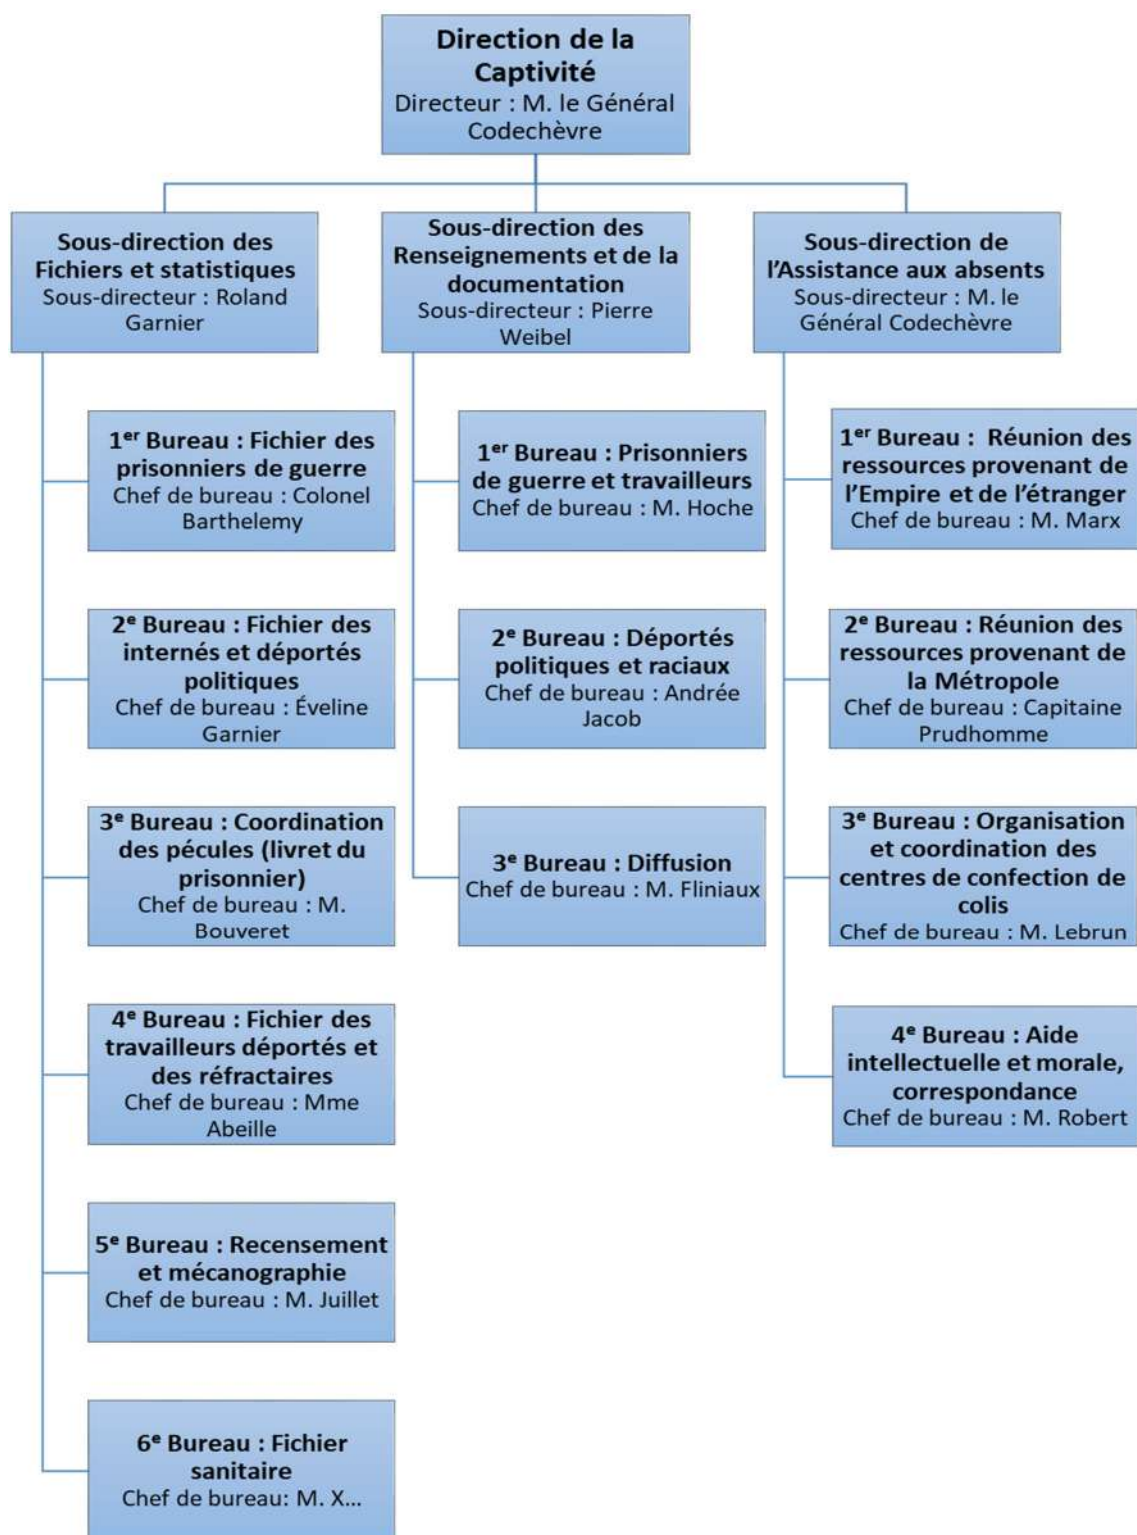 Direction de la
Captivité
Directeur : M. le Général
Codechèvre
Sous-direction des
Fichiers et statistiques
Sous-directeur : Roland
Garnier
1er Bureau : Fichier des
prisonniers de guerre
Chef de bureau : Colonel
Barthelemy
2e Bureau : Fichier des
internés et déportés
politiques
Chef de bureau : Éveline
Garnier
3e Bureau : Coordination
des pécules (livret du
prisonnier)
Chef de bureau : M.
Bouveret
4e Bureau : Fichier des
travailleurs déportés et
des réfractaires
Chef de bureau : Mme
Abeille
5e Bureau : Recensement
et mécanographie
Chef de bureau : M. Juillet
6e Bureau : Fichier
sanitaire
Chef de bureau: M. X...
Sous-direction des
Renseignements et de la
documentation
Sous-directeur : Pierre
Weibel
1er Bureau : Prisonniers
de guerre et travailleurs
Chef de bureau : M. Hoche
2e Bureau : Déportés
politiques et raciaux
Chef de bureau : Andrée
Jacob
3e Bureau : Diffusion
Chef de bureau : M. Fliniaux
Sous-direction de
l’Assistance aux absents
Sous-directeur : M. le
Général Codechèvre
1er Bureau : Réunion des
ressources provenant de
l’Empire et de l’étranger
Chef de bureau : M. Marx
2e Bureau : Réunion des
ressources provenant de
la Métropole
Chef de bureau : Capitaine
Prudhomme
3e Bureau : Organisation
et coordination des
centres de confection de
colis
Chef de bureau : M. Lebrun
4e Bureau : Aide
intellectuelle et morale,
correspondance
Chef de bureau : M. Robert